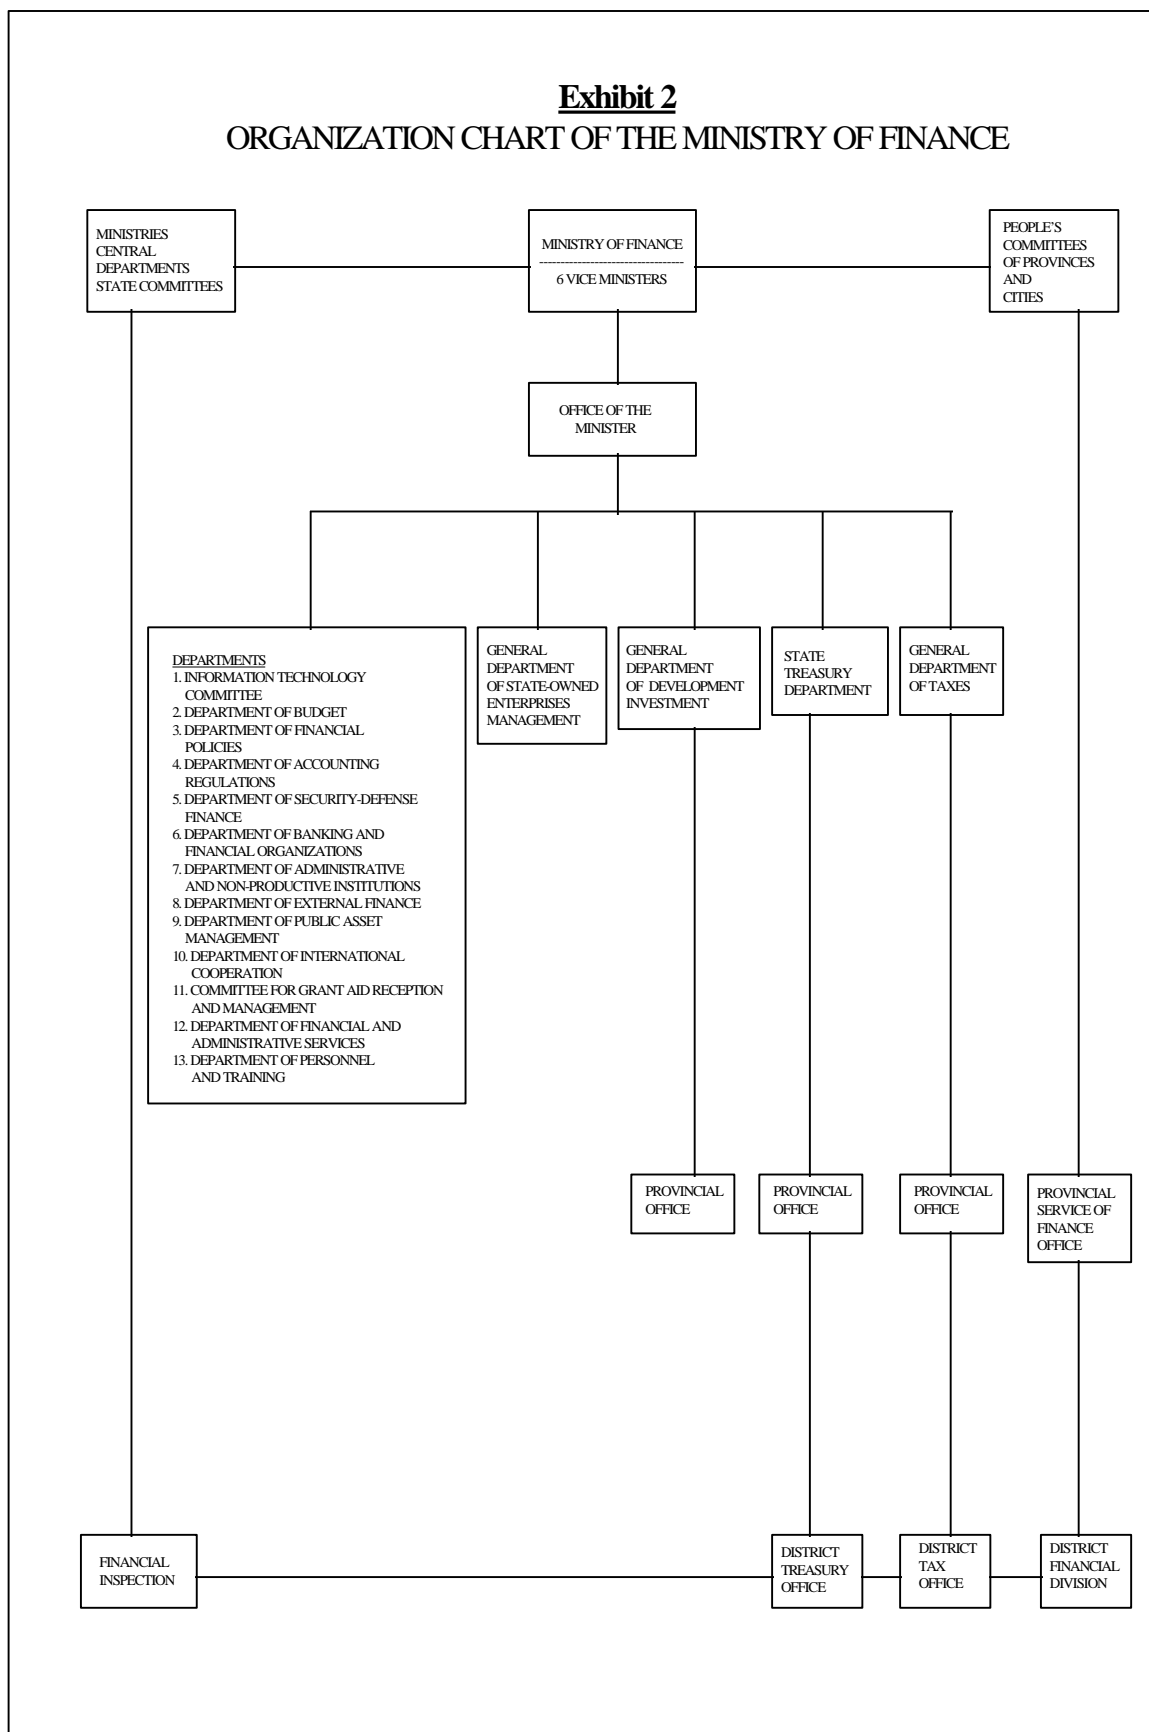 Exhibit 2
ORGANIZATION CHART OF THE MINISTRY OF FINANCE
MINISTRIES
CENTRAL
DEPARTMENTS
STATE COMMITTEES
MINISTRY OF FINANCE
----------------------------------
6 VICE MINISTERS
PEOPLE'S
COMMITTEES
OF PROVINCES
AND
CITIES
OFFICE OF THE
MINISTER
DEPARTMENTS
1. INFORMATION TECHNOLOGY
COMMITTEE
2. DEPARTMENT OF BUDGET
3. DEPARTMENT OF FINANCIAL
POLICIES
4. DEPARTMENT OF ACCOUNTING
REGULATIONS
5. DEPARTMENT OF SECURITY-DEFENSE
FINANCE
6. DEPARTMENT OF BANKING AND
FINANCIAL ORGANIZATIONS
7. DEPARTMENT OF ADMINISTRATIVE
AND NON-PRODUCTIVE INSTITUTIONS
8. DEPARTMENT OF EXTERNAL FINANCE
9. DEPARTMENT OF PUBLIC ASSET
MANAGEMENT
10. DEPARTMENT OF INTERNATIONAL
COOPERATION
11. COMMITTEE FOR GRANT AID RECEPTION
AND MANAGEMENT
12. DEPARTMENT OF FINANCIAL AND
ADMINISTRATIVE SERVICES
13. DEPARTMENT OF PERSONNEL
AND TRAINING
GENERAL
DEPARTMENT
OF STATE-OWNED
ENTERPRISES
MANAGEMENT
GENERAL
DEPARTMENT
OF DEVELOPMENT
INVESTMENT
STATE
TREASURY
DEPARTMENT
GENERAL
DEPARTMENT
OF TAXES
PROVINCIAL
OFFICE
PROVINCIAL
OFFICE
PROVINCIAL
OFFICE
PROVINCIAL
SERVICE OF
FINANCE
OFFICE
FINANCIAL
INSPECTION
DISTRICT
TREASURY
OFFICE
DISTRICT
TAX
OFFICE
DISTRICT
FINANCIAL
DIVISION